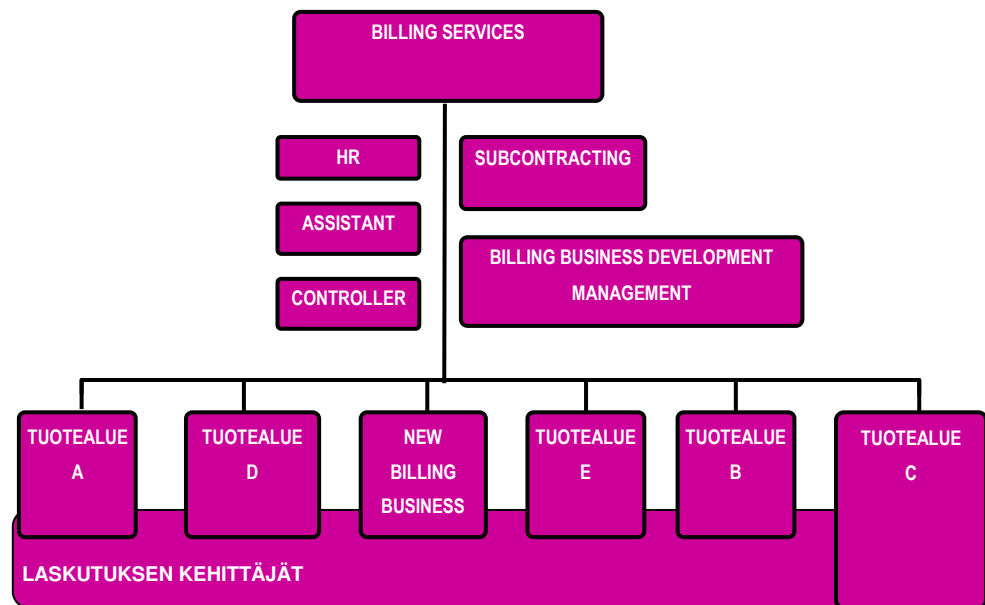 BILLING SERVICES
HR
SUBCONTRACTING
ASSISTANT
BILLING BUSINESS DEVELOPMENT
MANAGEMENT
CONTROLLER
TUOTEALUE
A
TUOTEALUE
D
NEW
BILLING
BUSINESS
TUOTEALUE
E
TUOTEALUE
B
TUOTEALUE
C
LASKUTUKSEN KEHITTÄJÄT